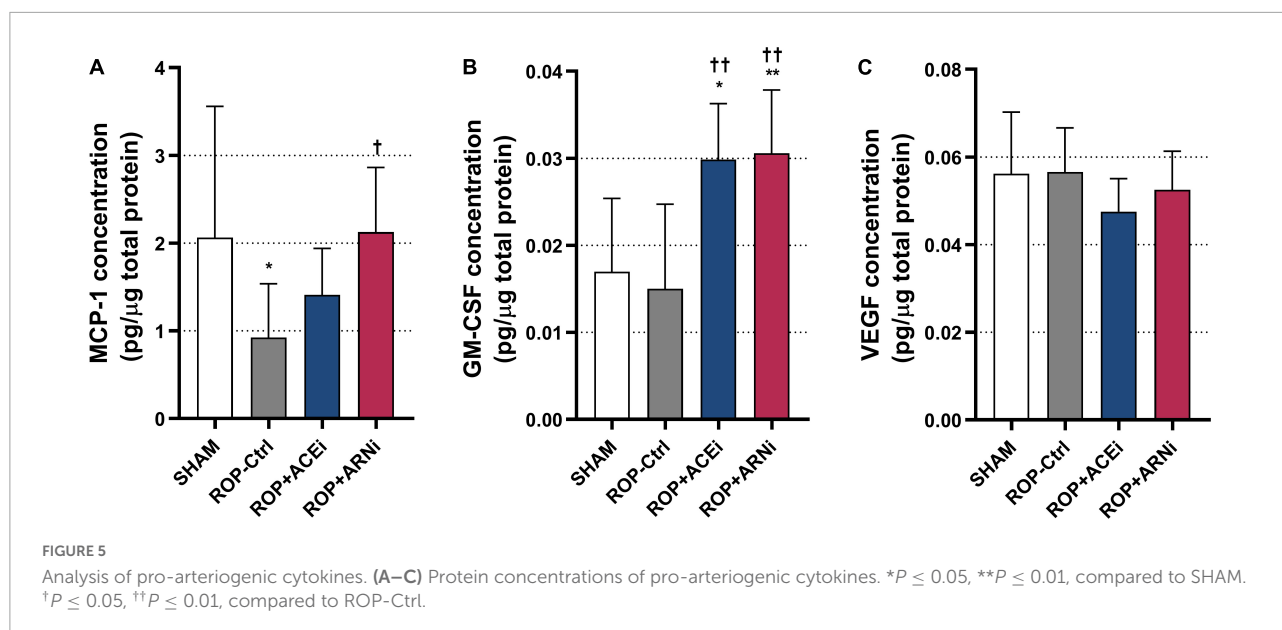 A
MCP-1 concentration
(pg/μg total protein)
4
3
2
1
0
*
†
SHAM
ROP-Ctrl
ROP+ACEi
ROP+ARNi
B
GM-CSF concentration
(pg/μg total protein)
0.04
0.03
0.02
0.01
0.00
††
*
††
**
SHAM
ROP-Ctrl
ROP+ACEi
ROP+ARNi
C
VEGF concentration
(pg/μg total protein)
0.08
0.06
0.04
0.02
0.00
SHAM
ROP-Ctrl
ROP+ACEi
ROP+ARNi
FIGURE 5
Analysis of pro-arteriogenic cytokines. (A–C) Protein concentrations of pro-arteriogenic cytokines. *P ≤ 0.05, **P ≤ 0.01, compared to SHAM.
†P ≤ 0.05, ††P ≤ 0.01, compared to ROP-Ctrl.